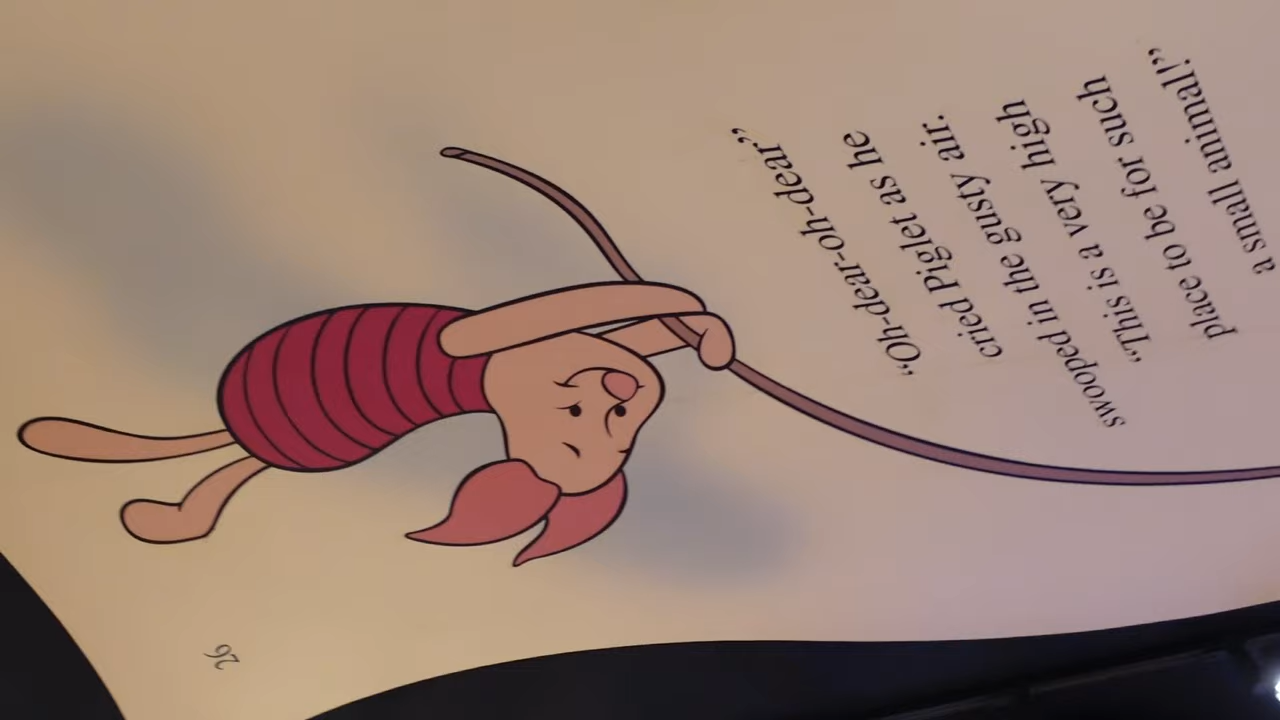 “Oh-dear-oh-dear”
cried Piglet as he
swooped in the gusty air.
“This is a very high
place to be for such
a small animal!”
26